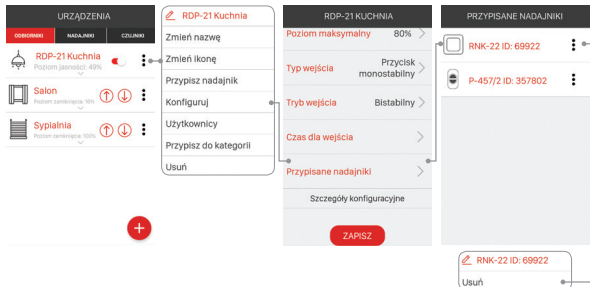 URZĄDZENIA
ODBIORNIKI NADAJNIKI CZUJNIKI
RDP-21 Kuchnia
Poziom jasności: 49%
Salon
Poziom zamknięcia: 16%
Sypialnia
Poziom zamknięcia: 100%
+
RDP-21 Kuchnia
Zmień nazwę
Zmień ikonę
Przypisz nadajnik
Konfiguruj
Użytkownicy
Przypisz do kategorii
Usuń
RDP-21 KUCHNIA
Poziom maksymalny 80%
Typ wejścia Przycisk
monostabilny
Tryb wejścia Bistabilny
Czas dla wejścia
Przypisane nadajniki
Szczegóły konfiguracyjne
ZAPISZ
PRZYPISANE NADAJNIKI
RNK-22 ID: 69922
P-457/2 ID: 357802
RNK-22 ID: 69922
Usuń